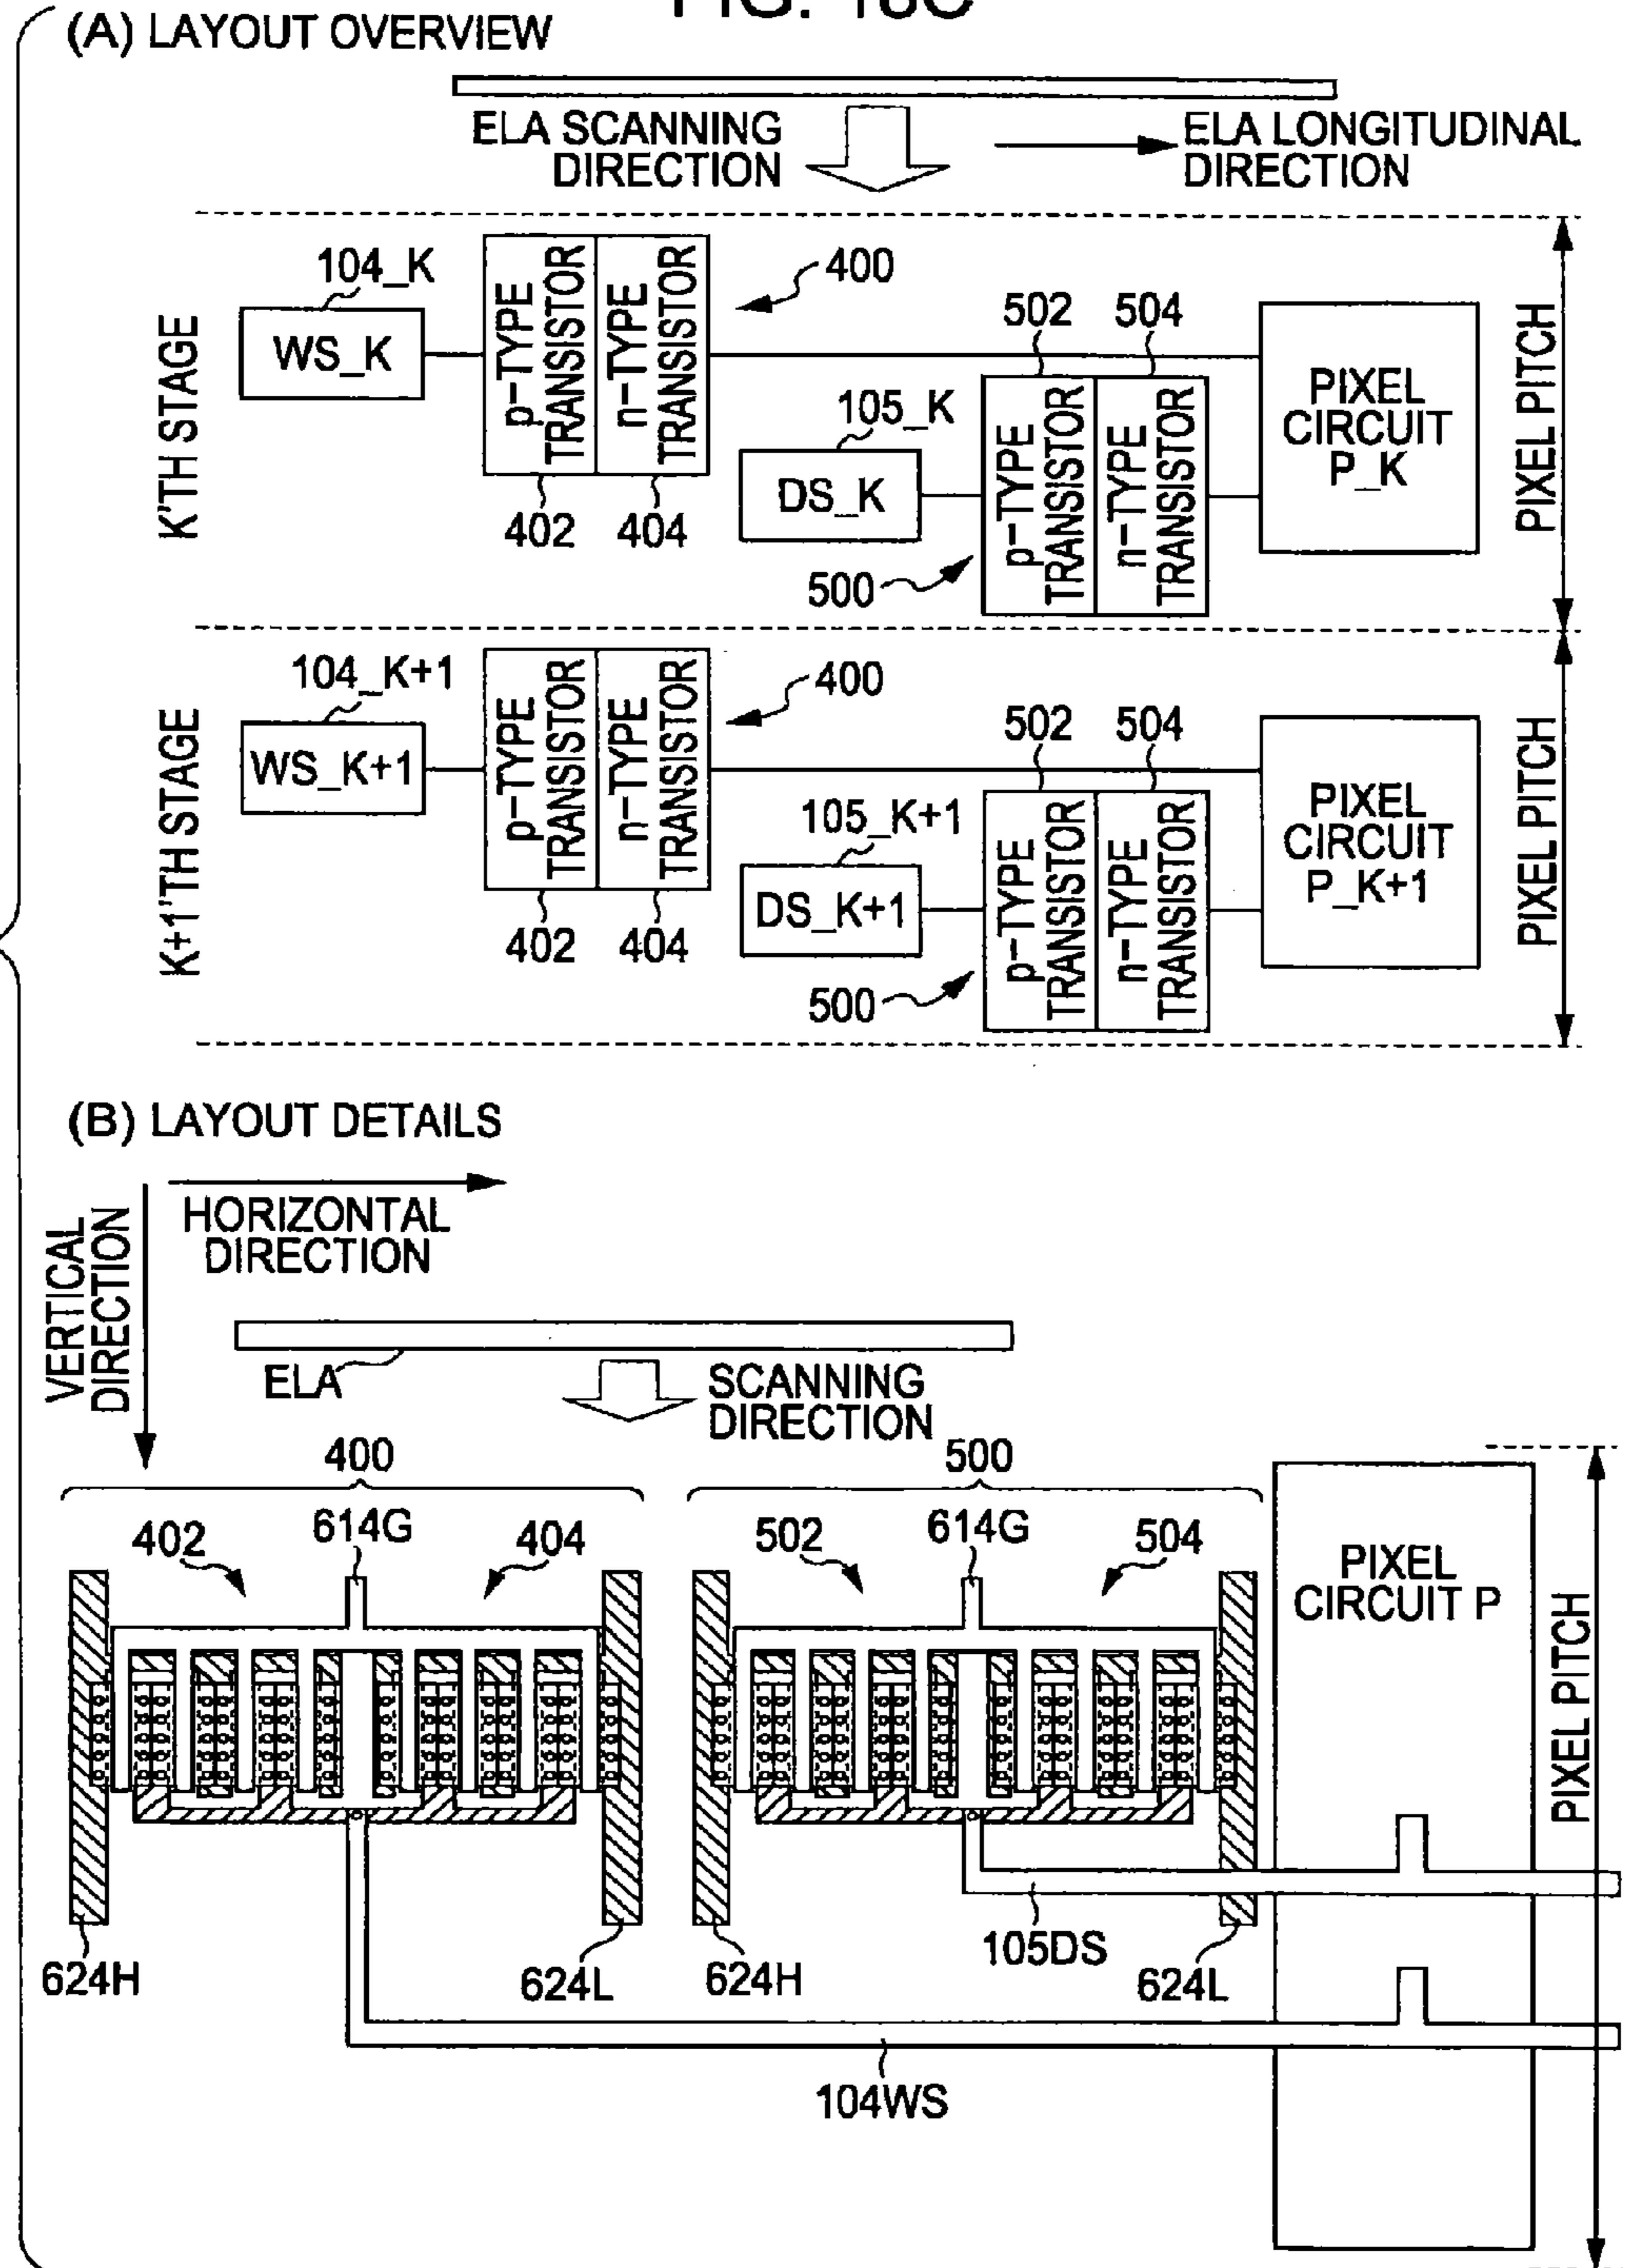 FIG. 18C
(A) LAYOUT OVERVIEW
ELA SCANNING
DIRECTION
ELA LONGITUDINAL
DIRECTION
K'TH STAGE
104_K
WS_K
p-TYPE
TRANSISTOR
n-TYPE
TRANSISTOR
400
402
404
105_K
DS_K
502
504
p-TYPE
TRANSISTOR
n-TYPE
TRANSISTOR
500
PIXEL
CIRCUIT
P_K
PIXEL PITCH
K+1'TH STAGE
104_K+1
WS_K+1
p-TYPE
TRANSISTOR
n-TYPE
TRANSISTOR
400
402
404
105_K+1
DS_K+1
502
504
p-TYPE
TRANSISTOR
n-TYPE
TRANSISTOR
500
PIXEL
CIRCUIT
P_K+1
PIXEL PITCH
(B) LAYOUT DETAILS
HORIZONTAL
DIRECTION
VERTICAL
DIRECTION
ELA
SCANNING
DIRECTION
400
500
402
614G
404
502
614G
504
PIXEL
CIRCUIT P
PIXEL PITCH
624H
624L
624H
105DS
624L
104WS